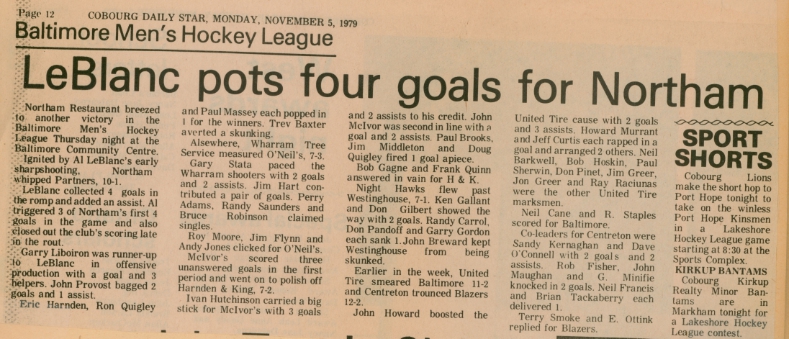 Page 12
COBOURG DAILY STAR, MONDAY, NOVEMBER 5, 1979
Baltimore Men's Hockey League
LeBlanc pots four goals for Northam
Northam Restaurant breezed
to another victory in the
Baltimore Men's Hockey
League Thursday night at the
Baltimore Community Centre.
Ignited by Al LeBlanc's early
sharpshooting, Northam
whipped Partners, 10-1.
LeBlanc collected 4 goals in
the romp and added an assist. Al
triggered 3 of Northam's first 4
goals in the game and also
closed out the club's scoring late
in the rout.
Garry Liboiron was runner-up
to LeBlanc in offensive
production with a goal and 3
helpers. John Provost bagged 2
goals and 1 assist.
Eric Harnden, Ron Quigley
and Paul Massey each popped in
1 for the winners. Trev Baxter
averted a skunking.
Alsewhere, Wharram Tree
Service measured O'Neil's, 7-3.
Gary Stata paced the
Wharram shooters with 2 goals
and 2 assists. Jim Hart con-
tributed a pair of goals. Perry
Adams, Randy Saunders and
Bruce Robinson claimed
singles.
Roy Moore, Jim Flynn and
Andy Jones clicked for O'Neil's.
McIvor's scored three
unanswered goals in the first
period and went on to polish off
Harnden & King, 7-2.
Ivan Hutchinson carried a big
stick for McIvor's with 3 goals
and 2 assists to his credit. John
McIvor was second in line with a
goal and 2 assists. Paul Brooks,
Jim Middleton and Doug
Quigley fired 1 goal apiece.
Bob Gagne and Frank Quinn
answered in vain for H & K.
Night Hawks flew past
Westinghouse, 7-1. Ken Gallant
and Don Gilbert showed the
way with 2 goals. Randy Carrol,
Don Pandoff and Garry Gordon
each sank 1. John Breward kept
Westinghouse from being
skunked.
Earlier in the week, United
Tire smeared Baltimore 11-2
and Centreton trounced Blazers
12-2.
John Howard boosted the
United Tire cause with 2 goals
and 3 assists. Howard Murrant
and Jeff Curtis each rapped in a
goal and arranged 2 others. Neil
Barkwell, Bob Hoskin, Paul
Sherwin, Don Pinet, Jim Greer,
Jon Greer and Ray Raciunas
were the other United Tire
marksmen.
Neil Cane and R. Staples
scored for Baltimore.
Co-leaders for Centreton were
Sandy Kernaghan and Dave
O'Connell with 2 goals and 2
assists. Rob Fisher, John
Maughan and G. Minifie
knocked in 2 goals. Neil Francis
and Brian Tackaberry each
delivered 1.
Terry Smoke and E. Ottink
replied for Blazers.
SPORT
SHORTS
Cobourg Lions
make the short hop to
Port Hope tonight to
take on the winless
Port Hope Kinsmen
in a Lakeshore
Hockey League game
starting at 8:30 at the
Sports Complex.
KIRKUP BANTAMS
Cobourg Kirkup
Realty Minor Ban-
tams are in
Markham tonight for
a Lakeshore Hockey
League contest.